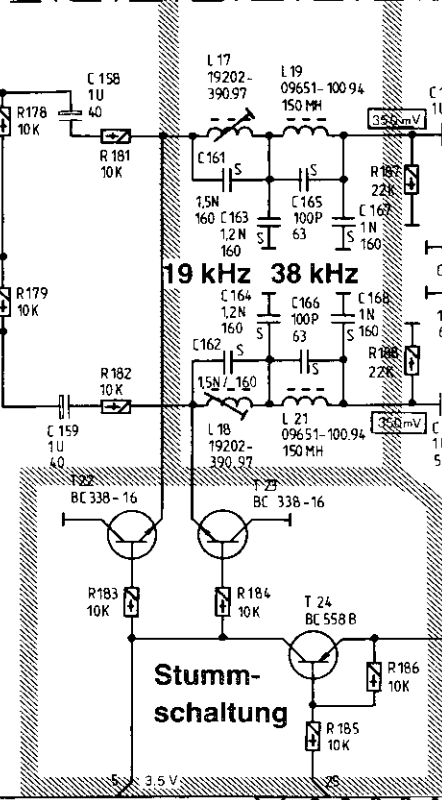 C 158
1U
40
R178
10K
R 181
10K
L 17
19202-
390.97
L 19
09651-100.94
150 MH
350mV
C161
1,5N
160
C163
1,2N
160
C165
100P
63
C167
1N
160
S
S
S
S
R187
22K
19 kHz 38 kHz
R179
10K
C164
1,2N
160
C166
100P
63
C168
1N
160
C162
1,5N/ 160
S
S
S
S
R188
22K
R182
10K
C 159
1U
40
L 18
19202-
390.97
L 21
09651-100.94
150 MH
350mV
T 22
BC 338-16
T 23
BC 338-16
R183
10K
R184
10K
T 24
BC 558 B
R186
10K
Stumm-
schaltung
R 185
10K
5
3.5 V